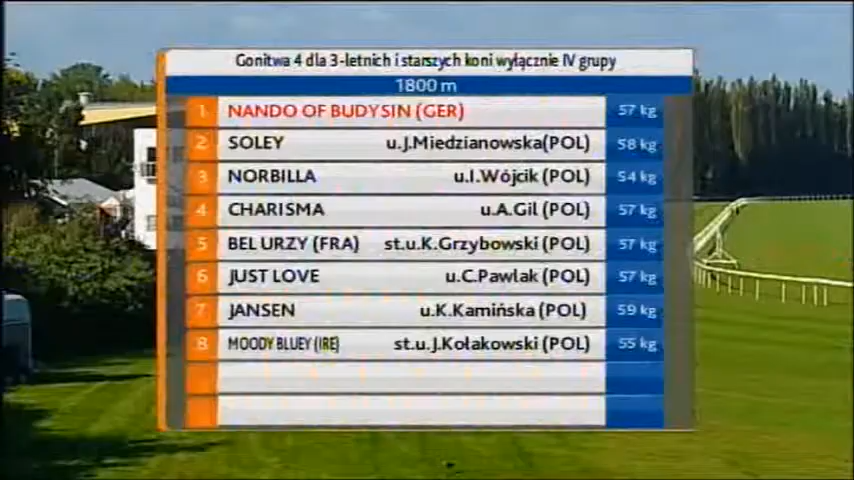 Gonitwa 4 dla 3-letnich i starszych koni wyłącznie IV grupy
1800 m
1 NANDO OF BUDYSIN (GER) 57 kg
2 SOLEY u.J.Miedzianowska(POL) 58 kg
3 NORBILLA u.I.Wójcik (POL) 54 kg
4 CHARISMA u.A.Gil (POL) 57 kg
5 BEL URZY (FRA) st.u.K.Grzybowski (POL) 57 kg
6 JUST LOVE u.C.Pawlak (POL) 57 kg
7 JANSEN u.K.Kamińska (POL) 59 kg
8 MOODY BLUEY (IRE) st.u.J.Kołakowski (POL) 55 kg